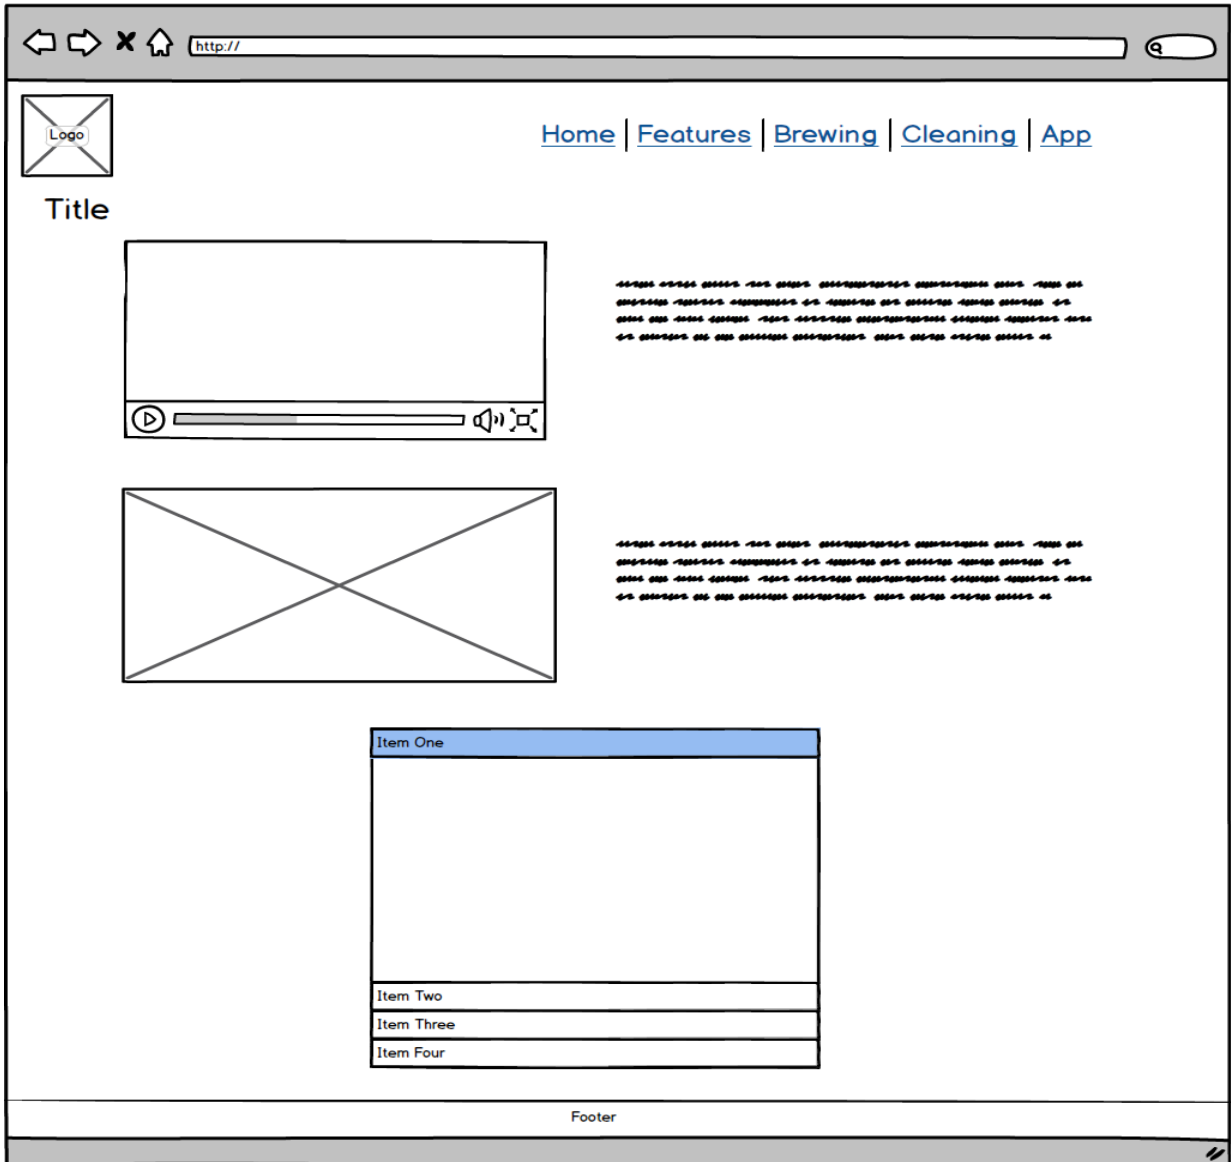 http://
Logo
Home | Features | Brewing | Cleaning | App
Title
Item One
Item Two
Item Three
Item Four
Footer